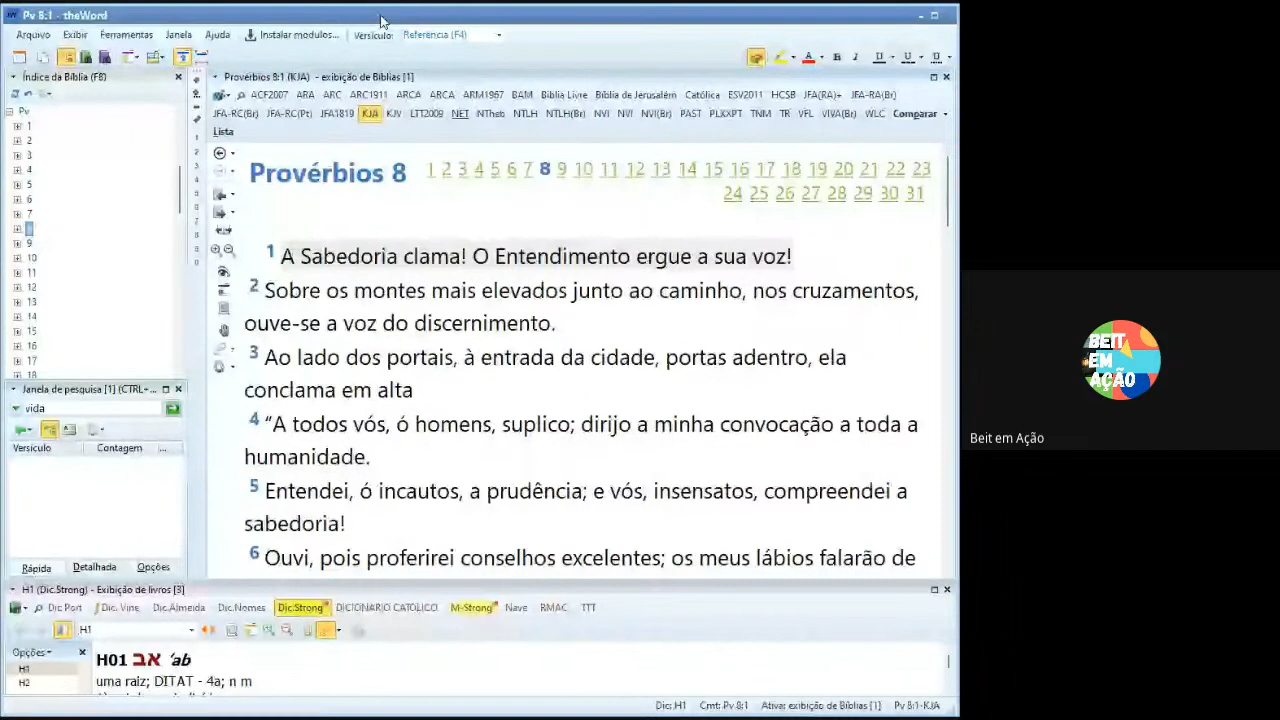 Pv 8:1 - theWord
Arquivo Exibir Ferramentas Janela Ajuda Instalar modulos... Versículo: Referência (F4)
Índice da Bíblia (F8)
Provérbios 8:1 (KJA) - exibição de Bíblias [1]
ACF2007 ARA ARC ARC1911 ARCA ARCA ARM1967 BAM Bíblia Livre Bíblia de Jerusalém Católica ESV2011 HCSB JFA(RA)+ JFA-RA(Br)
JFA-RC(Br) JFA-RC(Pt) JFA1819 KJA KJV LTT2009 NET NTheb NTLH NTLH(Br) NVI NVI NVI(Br) PAST PLKXPT TNM TR VFL VIVA(Br) WLC Comparar
Lista
Pv
1
2
3
4
5
6
7
9
10
11
12
13
14
15
16
17
18
Provérbios 8
1 2 3 4 5 6 7 8 9 10 11 12 13 14 15 16 17 18 19 20 21 22 23
24 25 26 27 28 29 30 31
1 A Sabedoria clama! O Entendimento ergue a sua voz!
2 Sobre os montes mais elevados junto ao caminho, nos cruzamentos,
ouve-se a voz do discernimento.
3 Ao lado dos portais, à entrada da cidade, portas adentro, ela
conclama em alta
4 “A todos vós, ó homens, suplico; dirijo a minha convocação a toda a
humanidade.
5 Entendei, ó incautos, a prudência; e vós, insensatos, compreendei a
sabedoria!
6 Ouvi, pois proferirei conselhos excelentes; os meus lábios falarão de
Janela de pesquisa [1] (CTRL+...
vida
Versículo Contagem ...
Rápida Detalhada Opções
H1 (Dic.Strong) - Exibição de livros [3]
Dic Port Dic. Vine Dic.Almeida Dic.Nomes Dic.Strong DICIONARIO CATOLICO M-Strong Nave RMAC TTT
H1
Opções
H1
H2
H01 אב ’ab
uma raiz; DITAT - 4a; n m
Dic: H1 Cmt: Pv 8:1 Ativa: exibição de Bíblias [1] Pv 8:1-KJA
BEIT
EM
AÇÃO
Beit em Ação